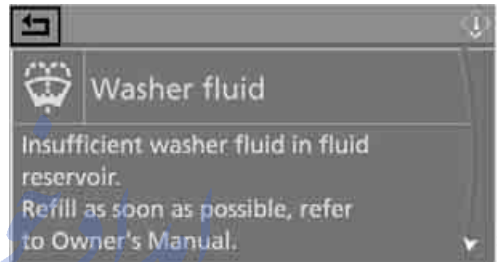 Washer fluid
Insufficient washer fluid in fluid
reservoir.
Refill as soon as possible, refer
to Owner's Manual.